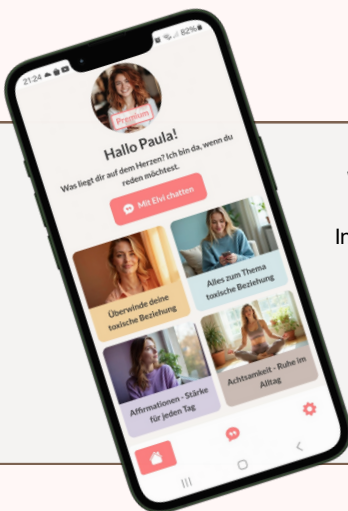 21:24
82%
Premium
Hallo Paula!
Was liegt dir auf dem Herzen? Ich bin da, wenn du
reden möchtest.
Mit Elvi chatten
Überwinde deine
toxische Beziehung
Alles zum Thema
toxische Beziehung
Affirmationen - Stärke
für jeden Tag
Achtsamkeit - Ruhe im
Alltag